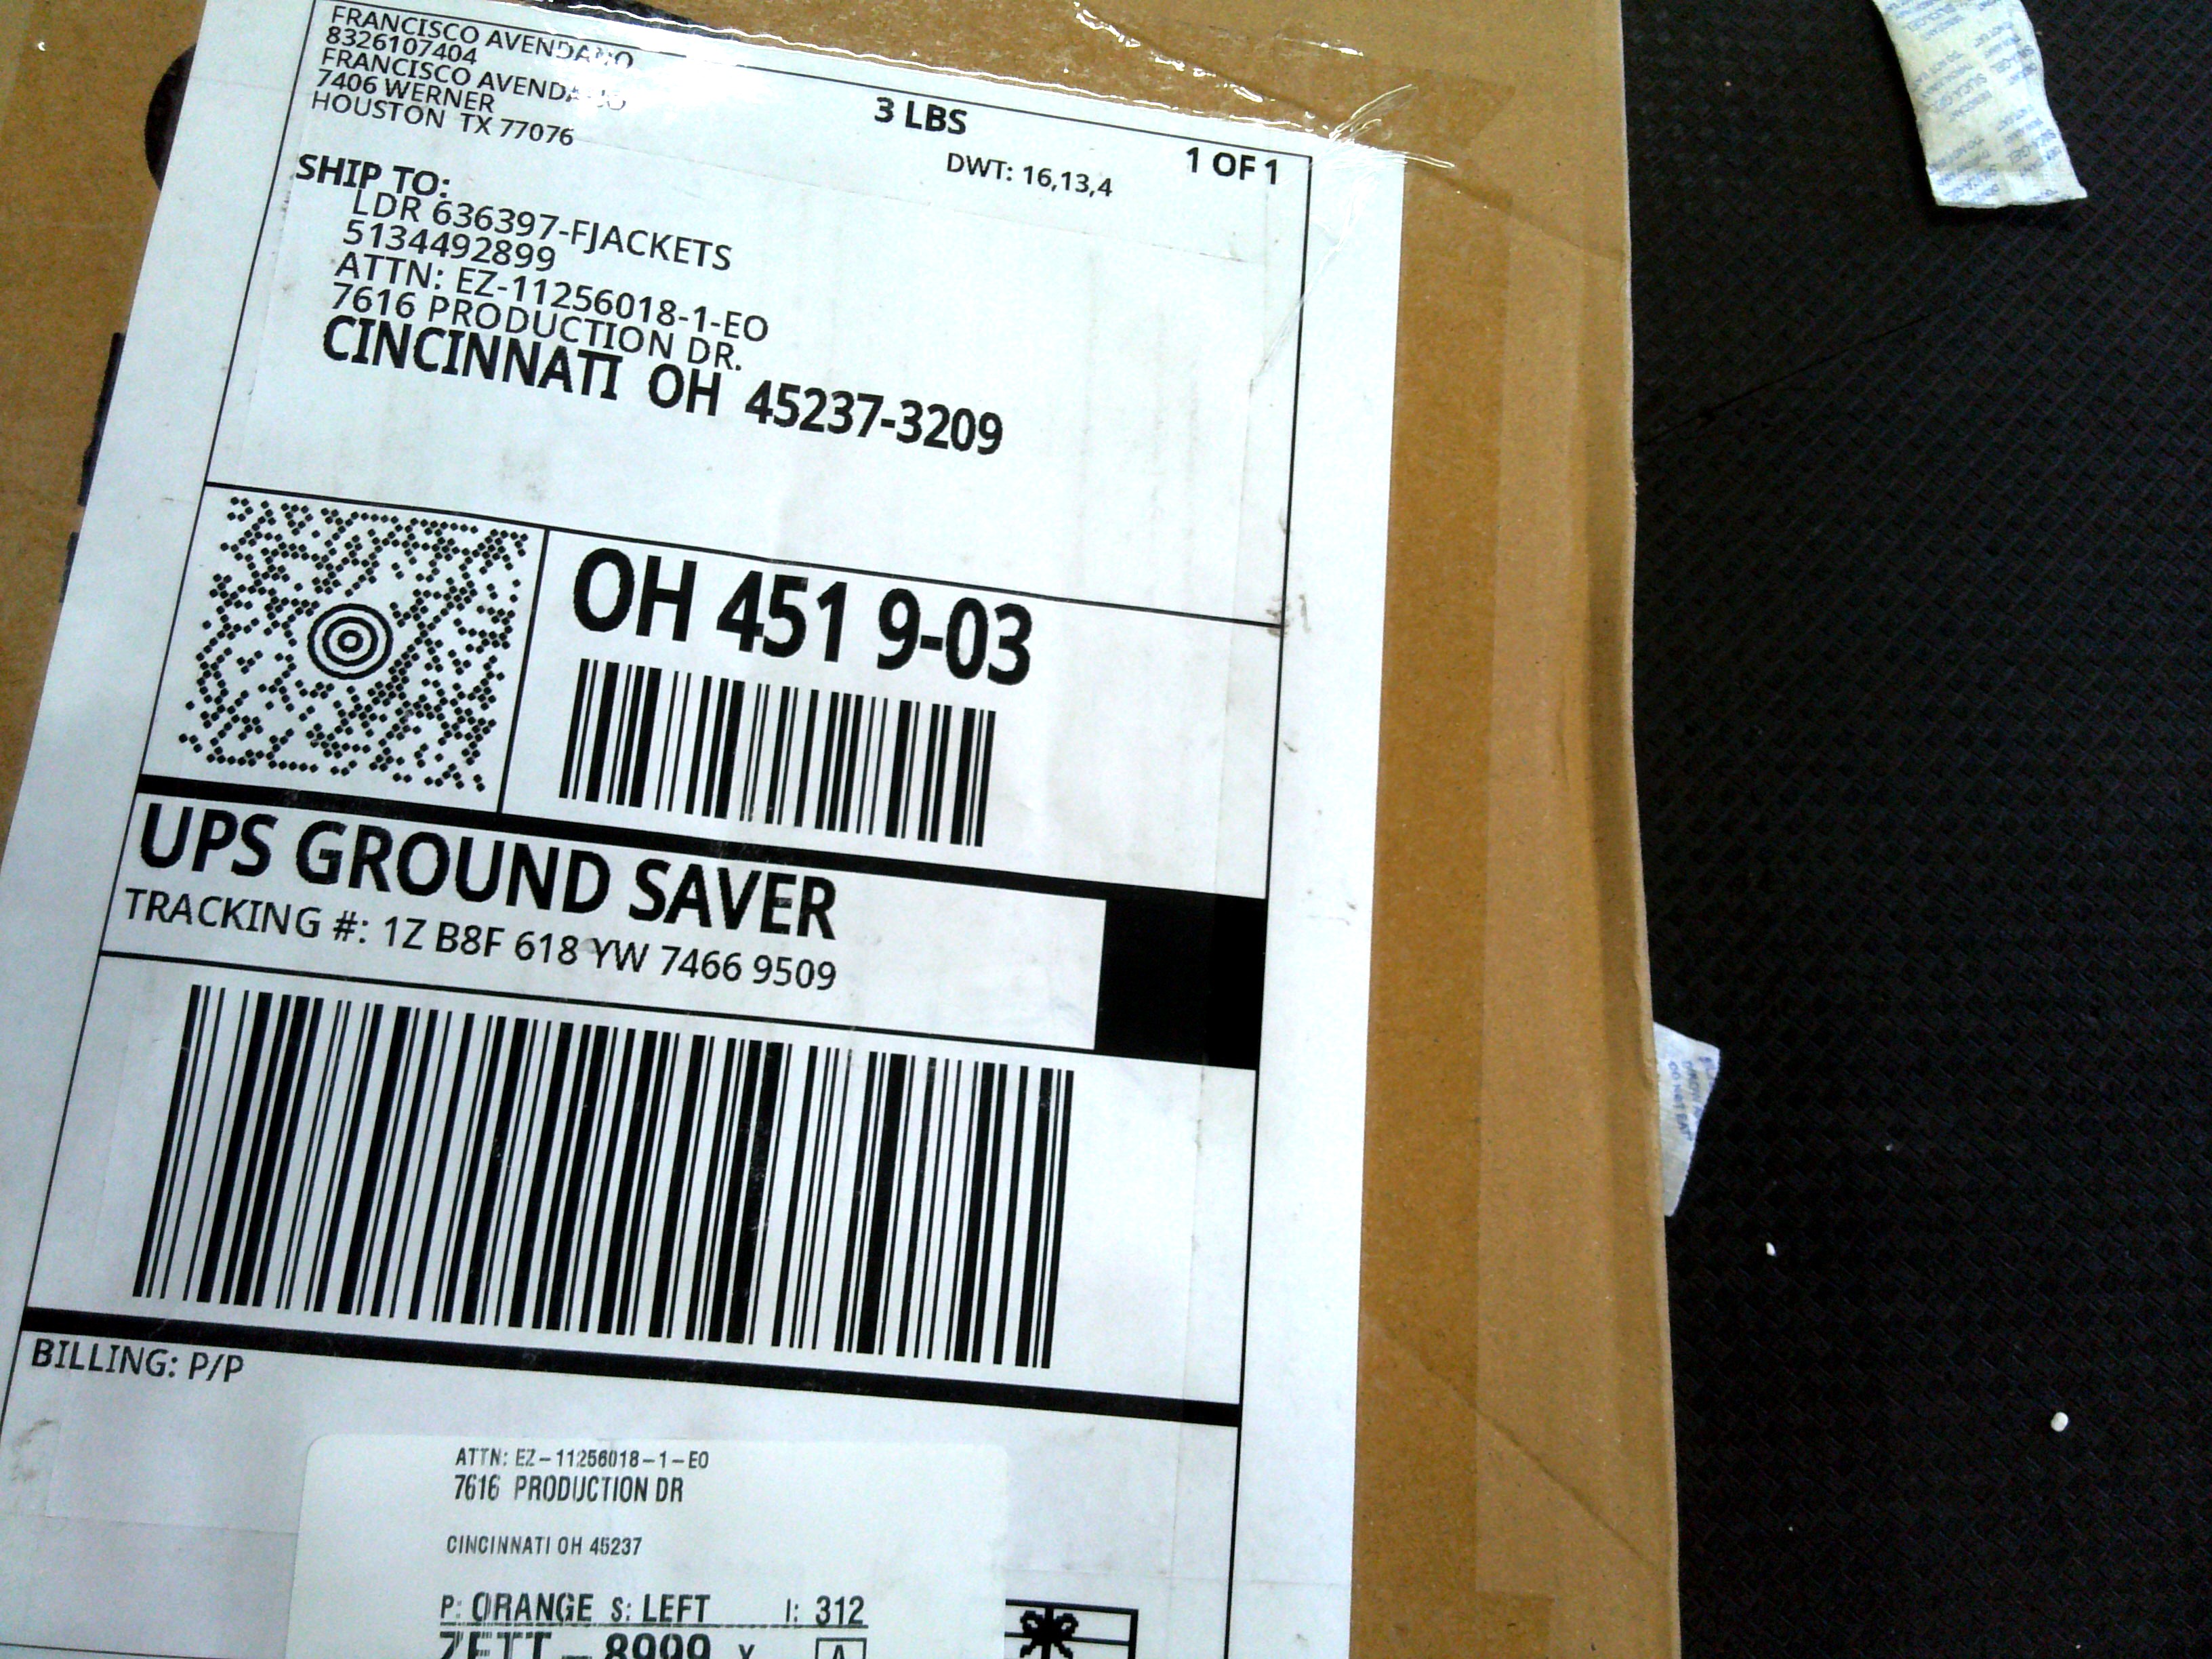 FRANCISCO AVENDANO
8326107404
FRANCISCO AVENDANO
7406 WERNER
HOUSTON TX 77076
3 LBS
1 OF 1
DWT: 16,13,4
SHIP TO:
LDR 636397-FJACKETS
5134492899
ATTN: EZ-11256018-1-EO
7616 PRODUCTION DR.
CINCINNATI OH 45237-3209
OH 451 9-03
UPS GROUND SAVER
TRACKING #: 1Z B8F 618 YW 7466 9509
BILLING: P/P
ATTN: EZ-11256018-1-EO
7616 PRODUCTION DR
CINCINNATI OH 45237
P: ORANGE S: LEFT I: 312
DO NOT EAT